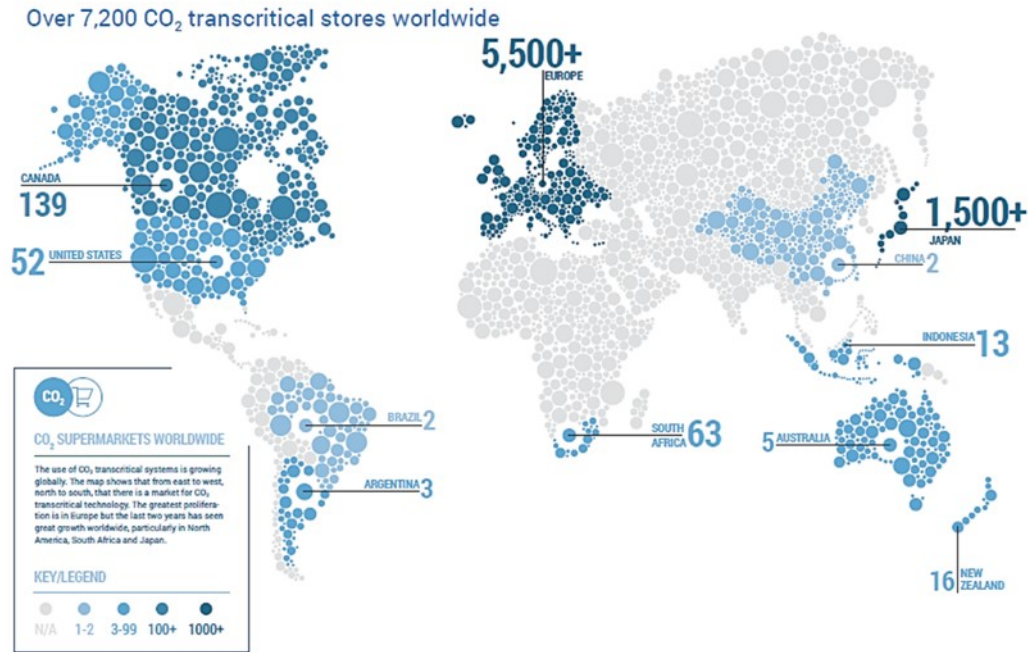 Over 7,200 CO₂ transcritical stores worldwide
5,500+
EUROPE
CANADA
139
52 UNITED STATES
1,500+
JAPAN
CHINA 2
INDONESIA 13
BRAZIL 2
SOUTH
AFRICA 63
5 AUSTRALIA
ARGENTINA 3
16 NEW
ZEALAND
CO₂
CO₂ SUPERMARKETS WORLDWIDE
The use of CO₂ transcritical systems is growing
globally. The map shows that from east to west,
north to south, that there is a market for CO₂
transcritical technology. The greatest prolifera-
tion is in Europe but the last two years has seen
great growth worldwide, particularly in North
America, South Africa and Japan.
KEY/LEGEND
N/A 1-2 3-99 100+ 1000+